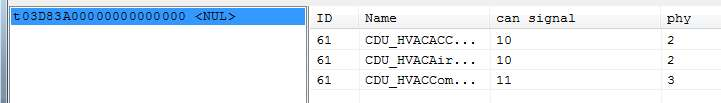 t03D83A00000000000000 <NUL>
ID Name can signal phy
61 CDU_HVACACC... 10 2
61 CDU_HVACAir... 10 2
61 CDU_HVACCom... 11 3